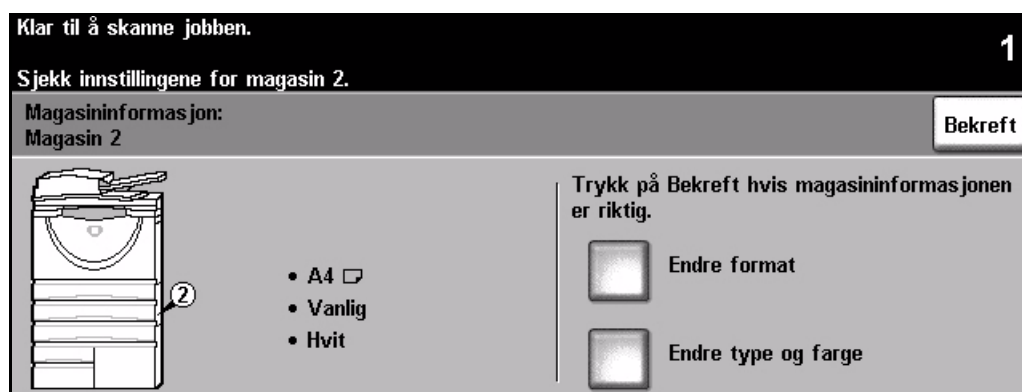 Klar til å skanne jobben.
1
Sjekk innstillingene for magasin 2.
Magasininformasjon:
Magasin 2
Bekreft
2
• A4
• Vanlig
• Hvit
Trykk på Bekreft hvis magasininformasjonen
er riktig.
Endre format
Endre type og farge